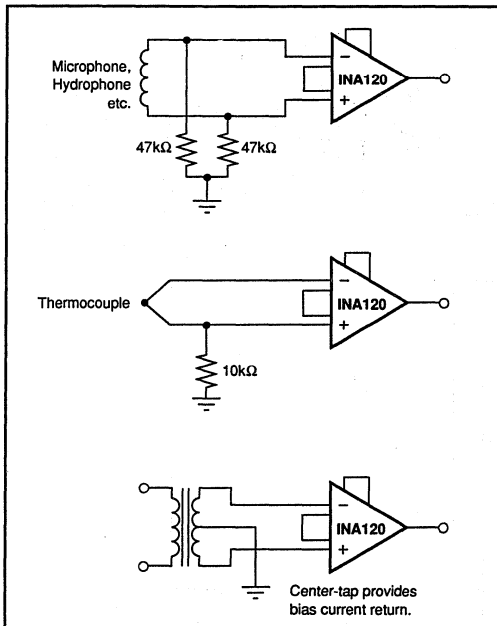 Microphone,
Hydrophone
etc.
−
INA120
+
47kΩ
47kΩ
Thermocouple
−
INA120
+
10kΩ
−
INA120
+
Center-tap provides
bias current return.